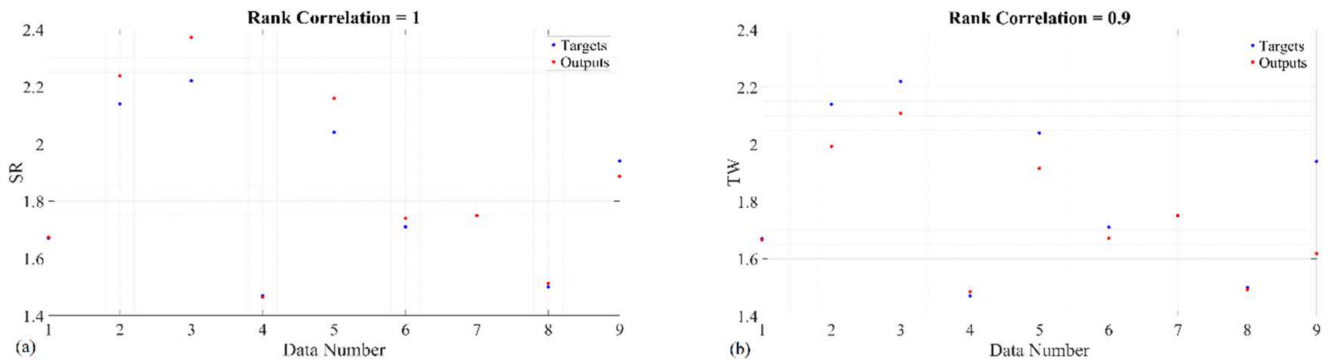 Rank Correlation = 1
2.4
2.2
2
1.8
1.6
1.4
SR
Targets
Outputs
1 2 3 4 5 6 7 8 9
Data Number
(a)
Rank Correlation = 0.9
2.4
2.2
2
1.8
1.6
1.4
TW
Targets
Outputs
1 2 3 4 5 6 7 8 9
Data Number
(b)